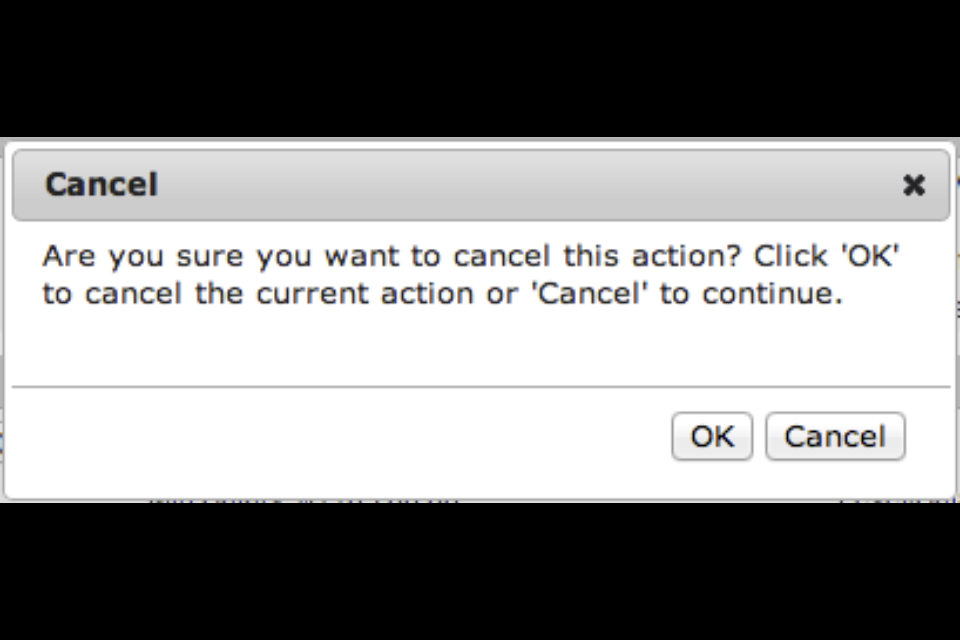 Cancel
Are you sure you want to cancel this action? Click 'OK'
to cancel the current action or 'Cancel' to continue.
OK Cancel